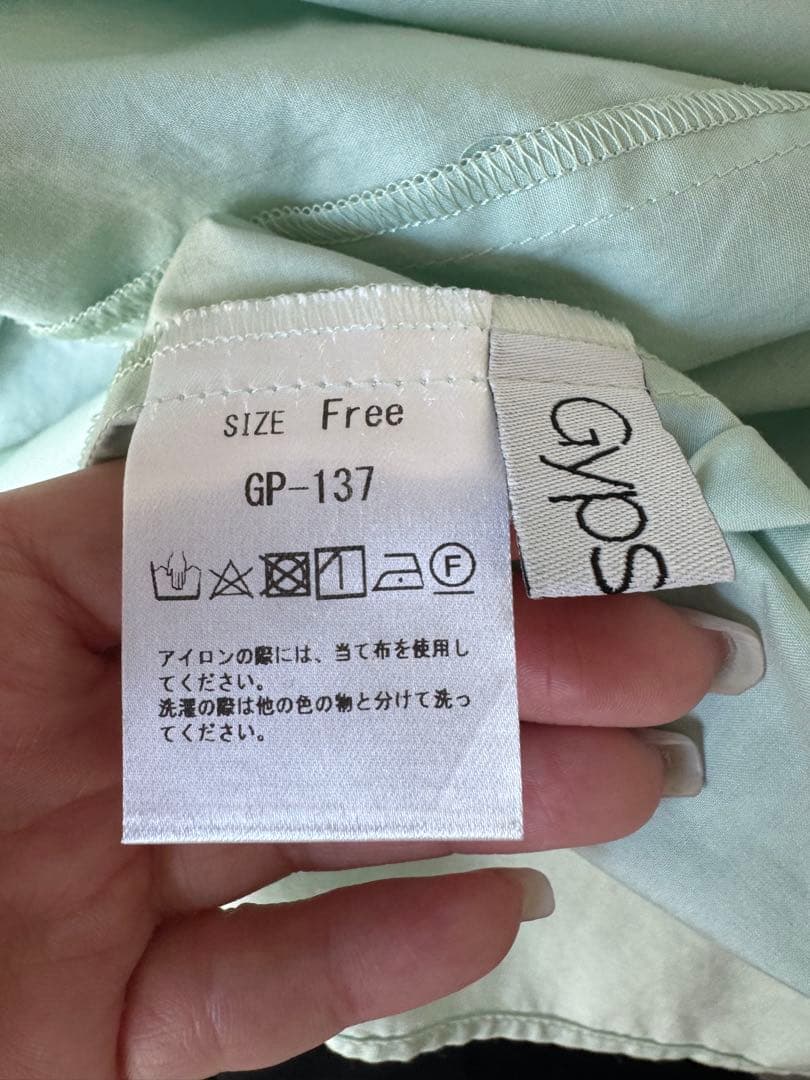 SIZE Free
GP-137
F
アイロンの際には、当て布を使用し
てください。
洗濯の際は他の色の物と分けて洗っ
てください。
Gyps